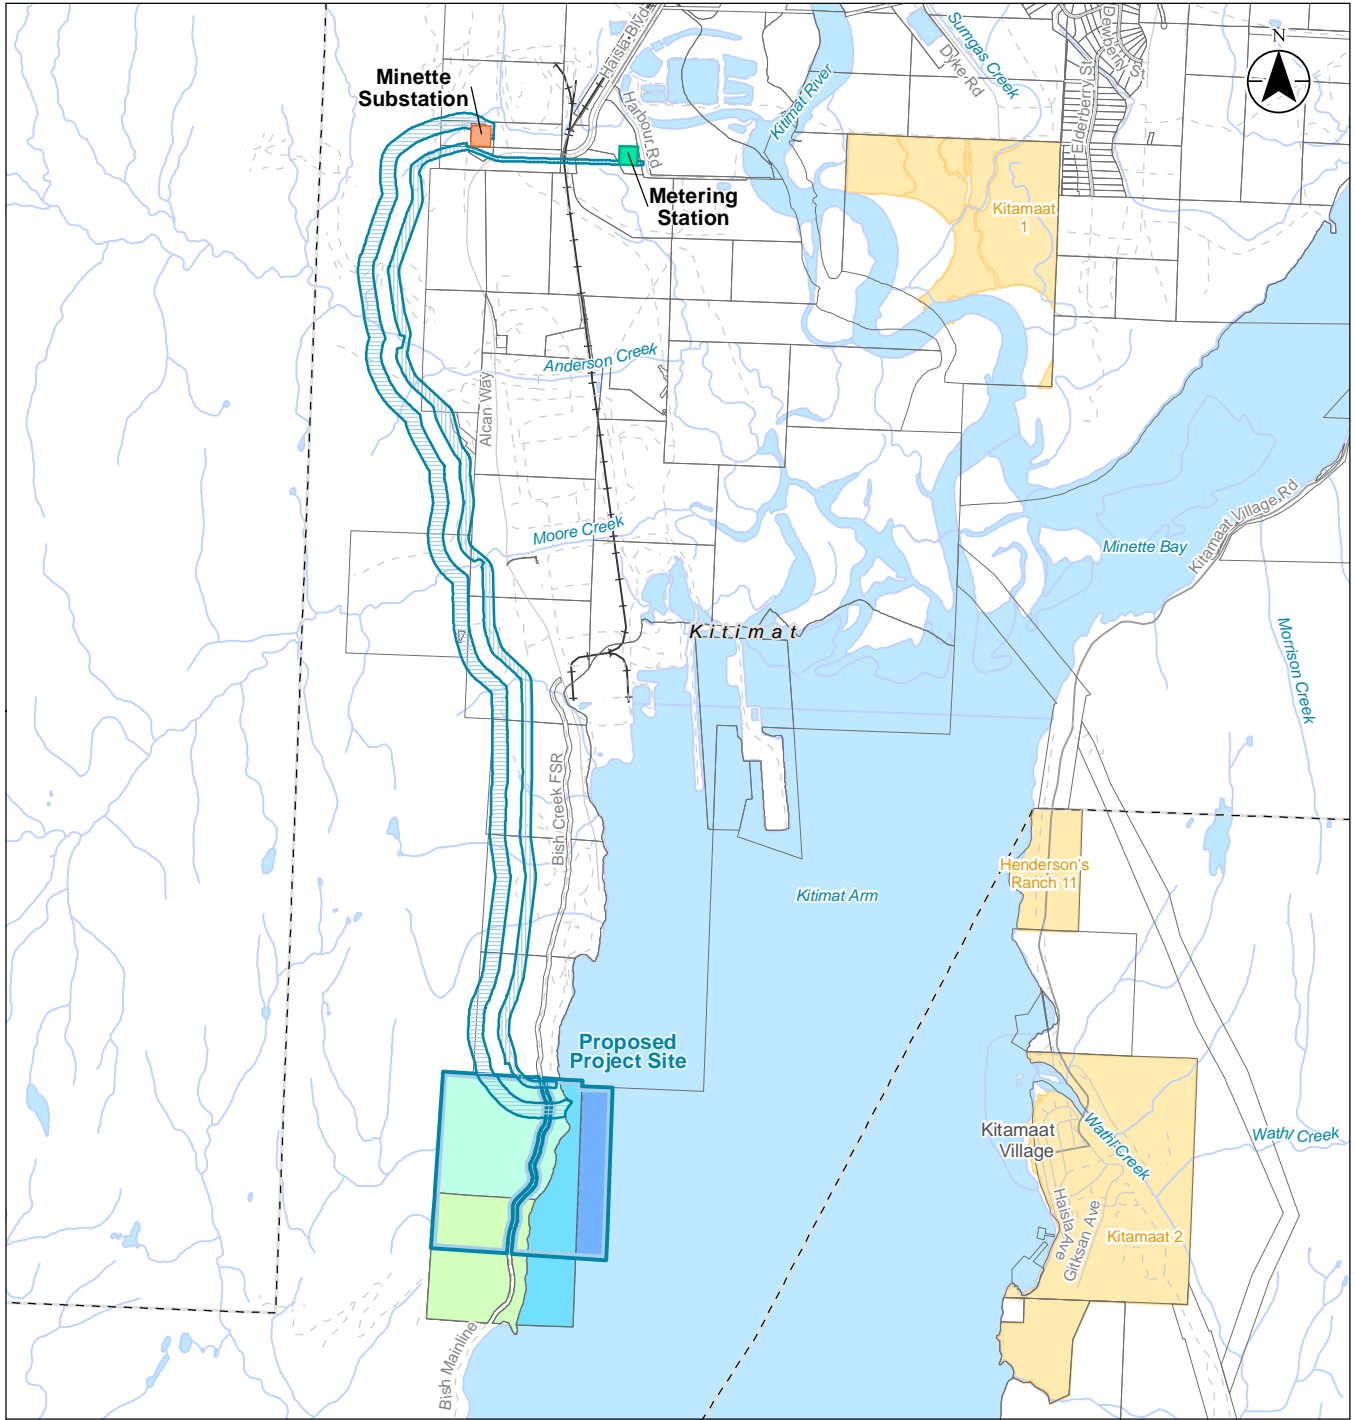 Haisla Blvd
Sumgas Creek
Dyke Rd
Dewberry St
Elderberry St
N
Minette
Substation
Harbour Rd
Kitimat River
Metering
Station
Kitamaat
1
Anderson Creek
Alcan Way
Moore Creek
Kitamaat Village Rd
Minette Bay
Kitimat
Morrison Creek
Bish Creek FSR
Henderson's
Ranch 11
Kitimat Arm
Proposed
Project Site
Kitamaat
Village
Wathl Creek
Wathl Creek
Haisla Ave
Gitksan Ave
Kitamaat 2
Bish Mainline